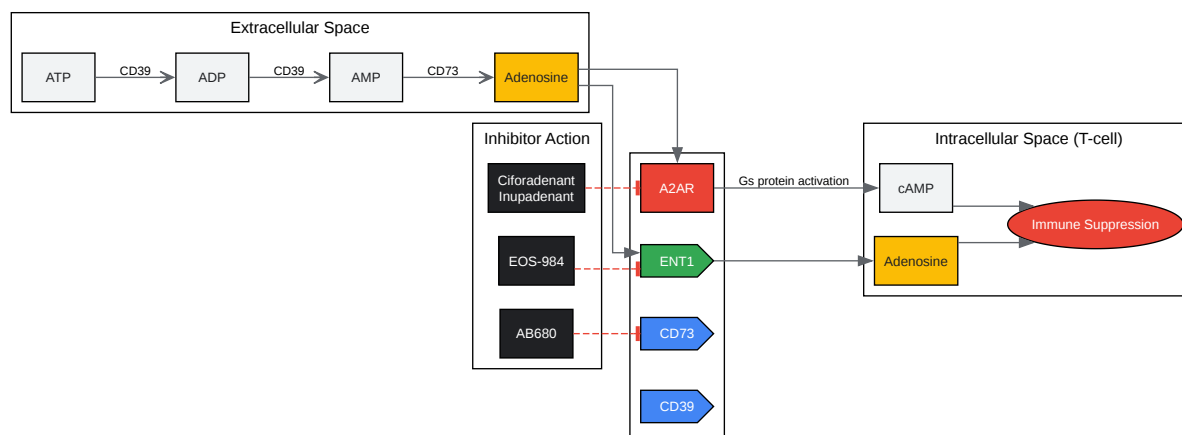 Extracellular Space
ATP
CD39
ADP
CD39
AMP
CD73
Adenosine
Inhibitor Action
Ciforadenant
Inupadenant
EOS-984
AB680
A2AR
ENT1
CD73
CD39
Gs protein activation
Intracellular Space (T-cell)
cAMP
Immune Suppression
Adenosine